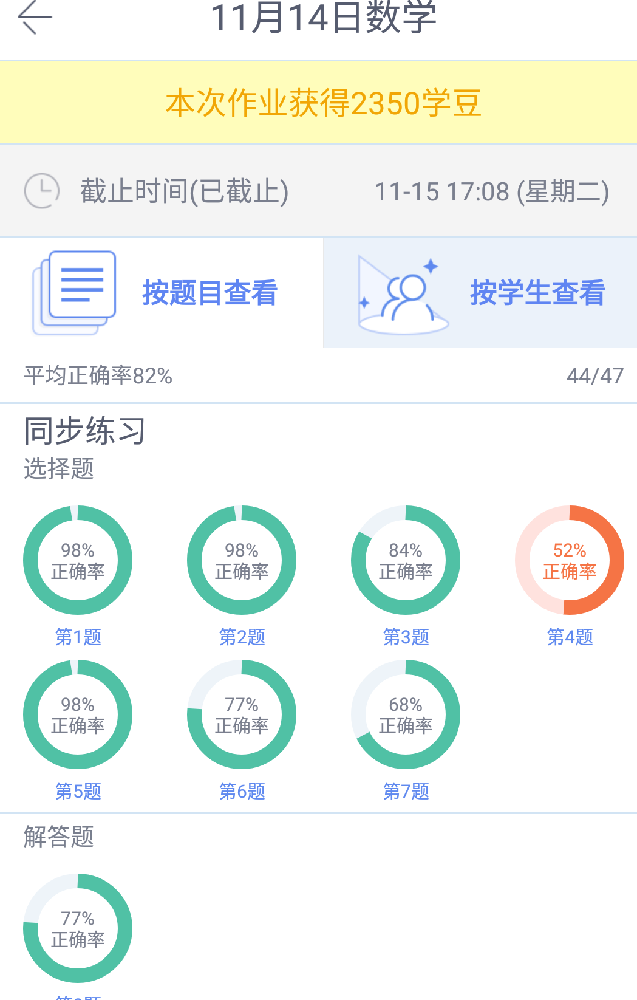 11月14日数学
本次作业获得2350学豆
截止时间(已截止) 11-15 17:08 (星期二)
按题目查看 按学生查看
平均正确率82% 44/47
同步练习
选择题
98% 98% 84% 52%
正确率 正确率 正确率 正确率
第1题 第2题 第3题 第4题
98% 77% 68%
正确率 正确率 正确率
第5题 第6题 第7题
解答题
77%
正确率